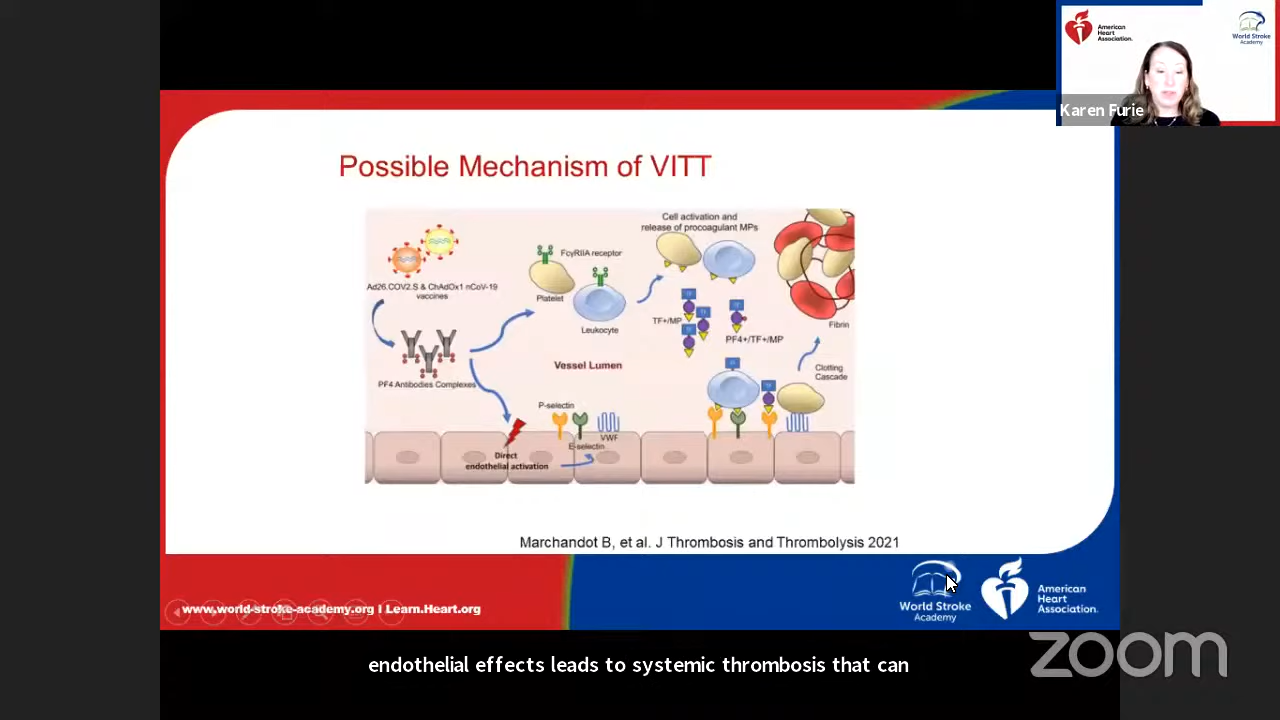 American
Heart
Association.
World Stroke
Academy
Karen Furie
Possible Mechanism of VITT
Cell activation and
release of procoagulant MPs
FcγRIIA receptor
Ad26.COV2.S & ChAdOx1 nCoV-19
vaccines
Platelet
Leukocyte
TF+/MP
PF4+/TF+/MP
Fibrin
Vessel Lumen
Clotting
Cascade
PF4 Antibodies Complexes
P-selectin
VWF
E-selectin
Direct
endothelial activation
Marchandot B, et al. J Thrombosis and Thrombolysis 2021
www.world-stroke-academy.org I Learn.Heart.org
World Stroke
Academy
American
Heart
Association.
endothelial effects leads to systemic thrombosis that can
zoom